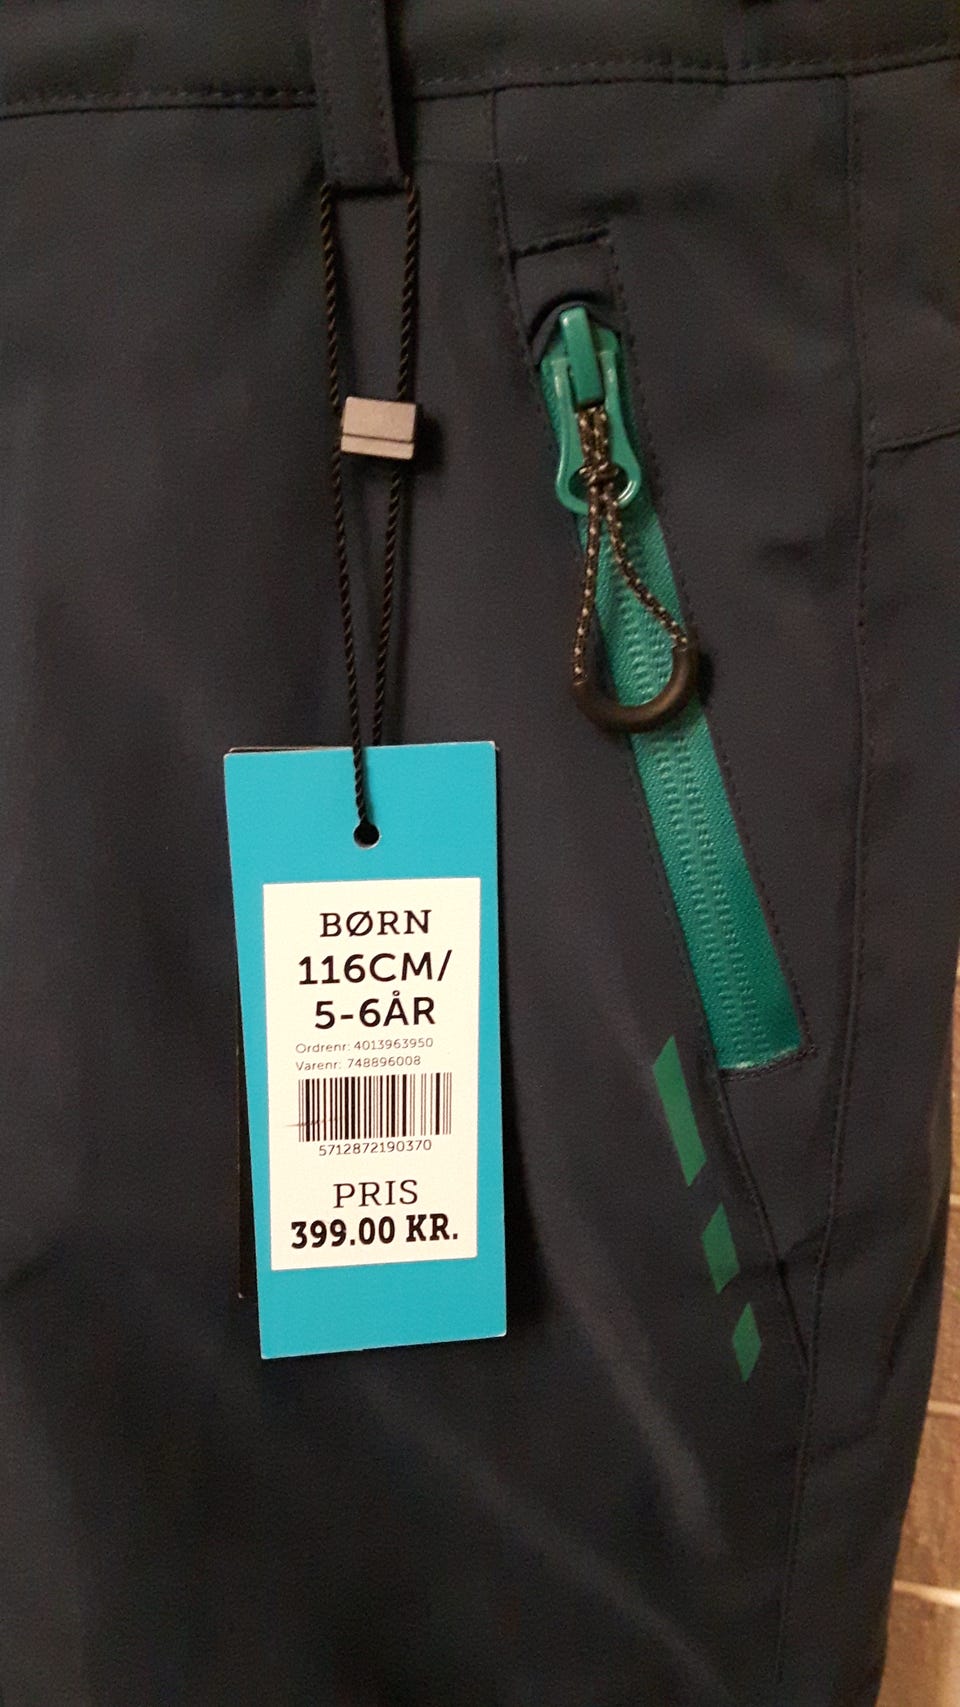 BØRN
116CM/
5-6ÅR
Ordrenr: 4013963950
Varenr: 748896008
5712872190370
PRIS
399.00 KR.